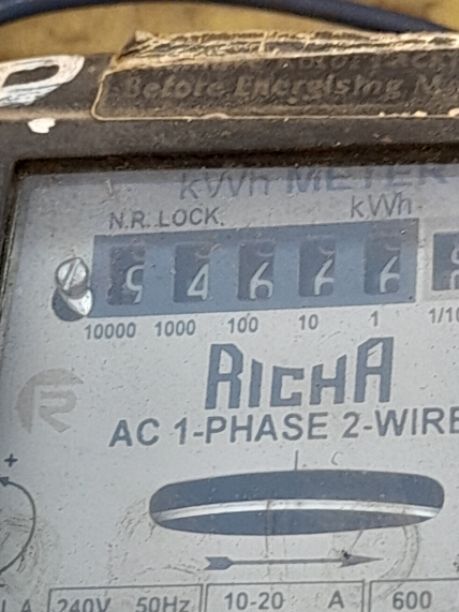 Before Energising M
kWh METER
N.R. LOCK. kWh
9 4 6 6 6
10000 1000 100 10 1 1/10
RICHA
AC 1-PHASE 2-WIRE
240V 50Hz 10-20 A 600